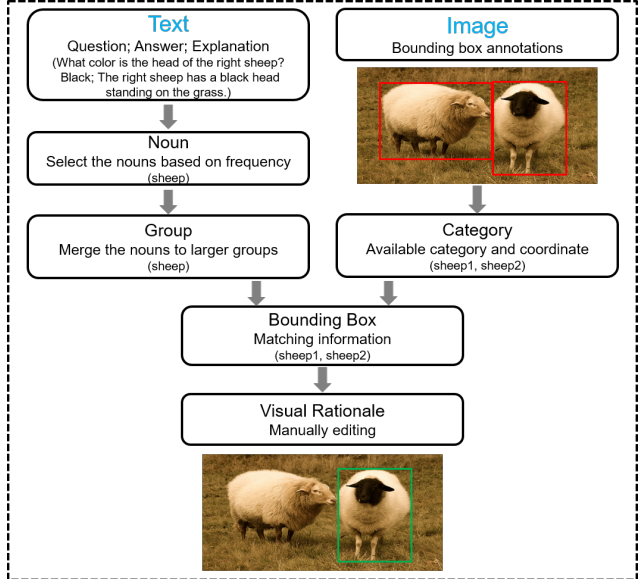 Text
Question; Answer; Explanation
(What color is the head of the right sheep?
Black; The right sheep has a black head
standing on the grass.)
Noun
Select the nouns based on frequency
(sheep)
Group
Merge the nouns to larger groups
(sheep)
Image
Bounding box annotations
Category
Available category and coordinate
(sheep1, sheep2)
Bounding Box
Matching information
(sheep1, sheep2)
Visual Rationale
Manually editing